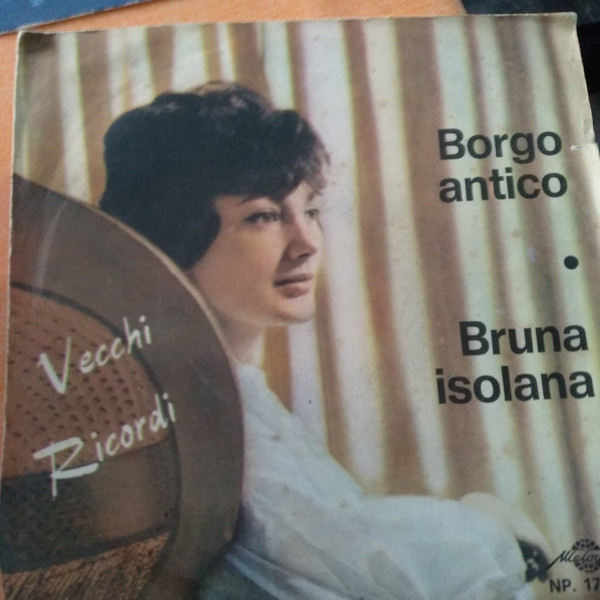 Borgo
antico
•
Bruna
isolana
Vecchi
Ricordi
NP. 17